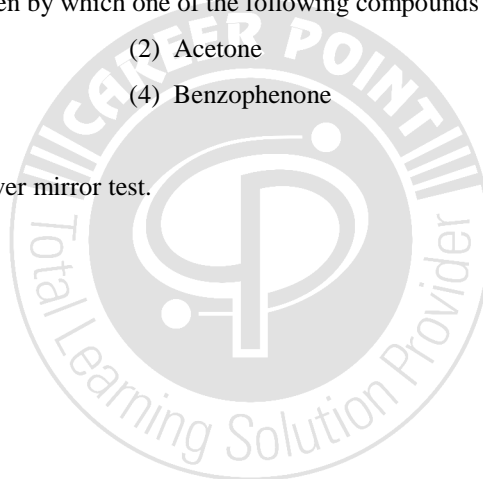 en by which one of the following compounds
(2) Acetone
(4) Benzophenone
ver mirror test.
CAREER POINT
Total Learning Solution Provider